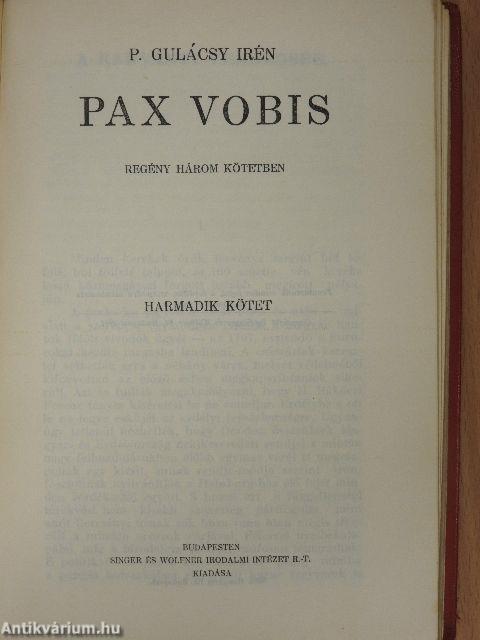 P. GULÁCSY IRÉN
PAX VOBIS
REGÉNY HÁROM KÖTETBEN
HARMADIK KÖTET
BUDAPESTEN
SINGER ÉS WOLFNER IRODALMI INTÉZET R.-T.
KIADÁSA
Antikvárium.hu